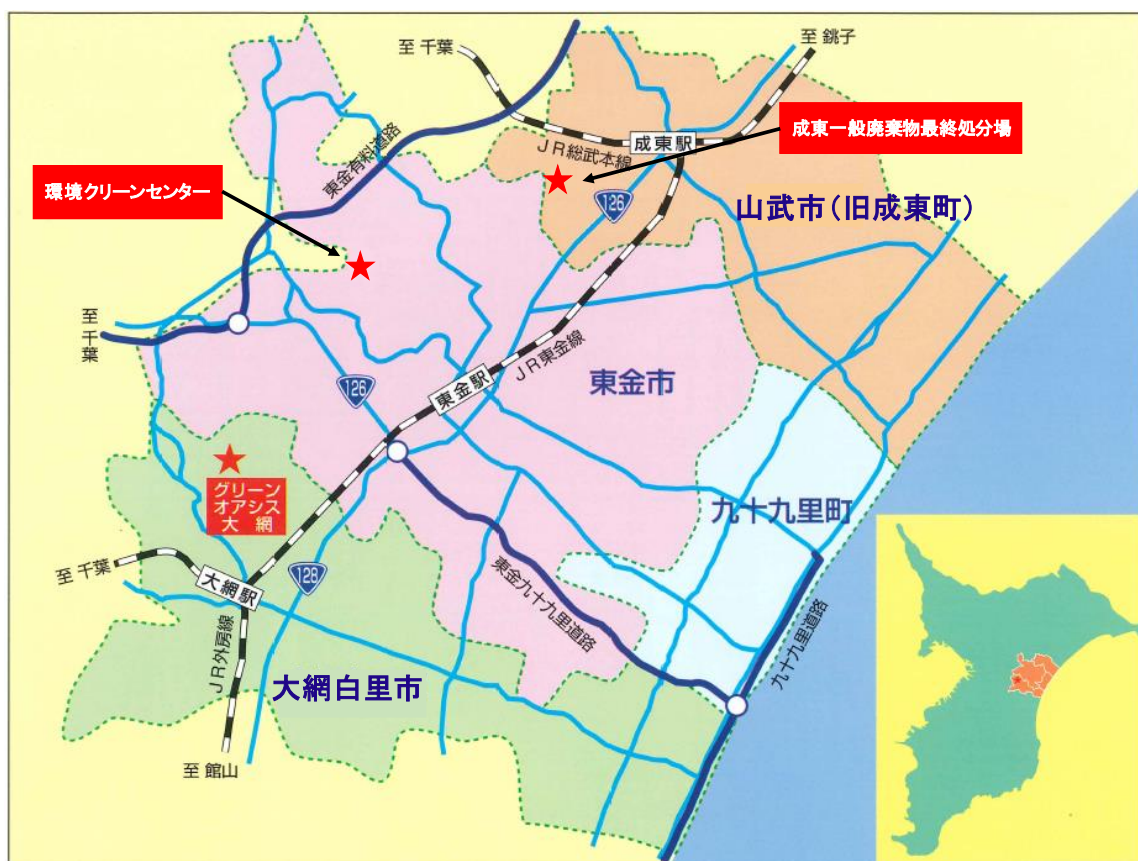 至 千葉
至 銚子
成東一般廃棄物最終処分場
成東駅
JR総武本線
東金有料道路
環境クリーンセンター
126
山武市（旧成東町）
至 千葉
JR東金線
東金駅
126
東金市
グリーン
オアシス
大 網
九十九里町
至 千葉
大網駅
128
東金九十九里道路
九十九里道路
JR外房線
大網白里市
至 館山